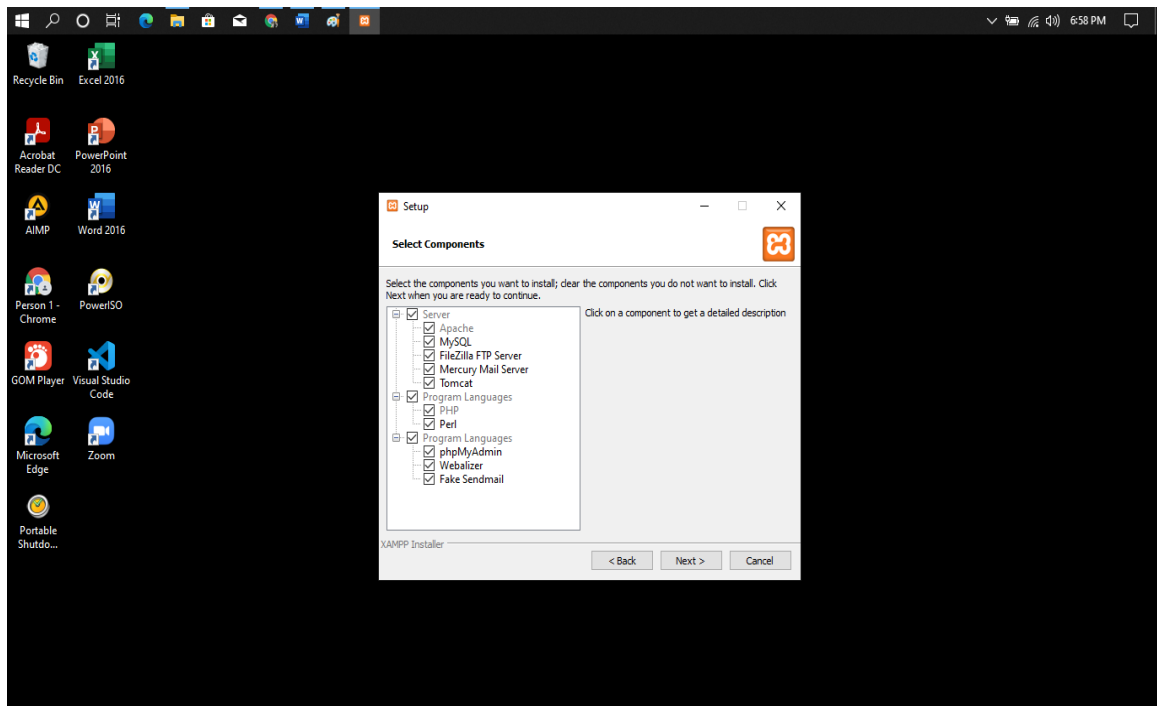 6:58 PM
Recycle Bin
Excel 2016
Acrobat
Reader DC
PowerPoint
2016
AIMP
Word 2016
Person 1 -
Chrome
PowerISO
GOM Player
Visual Studio
Code
Microsoft
Edge
Zoom
Portable
Shutdo...
Setup
Select Components
Select the components you want to install; clear the components you do not want to install. Click
Next when you are ready to continue.
Server
Apache
MySQL
FileZilla FTP Server
Mercury Mail Server
Tomcat
Program Languages
PHP
Perl
Program Languages
phpMyAdmin
Webalizer
Fake Sendmail
Click on a component to get a detailed description
XAMPP Installer
< Back
Next >
Cancel